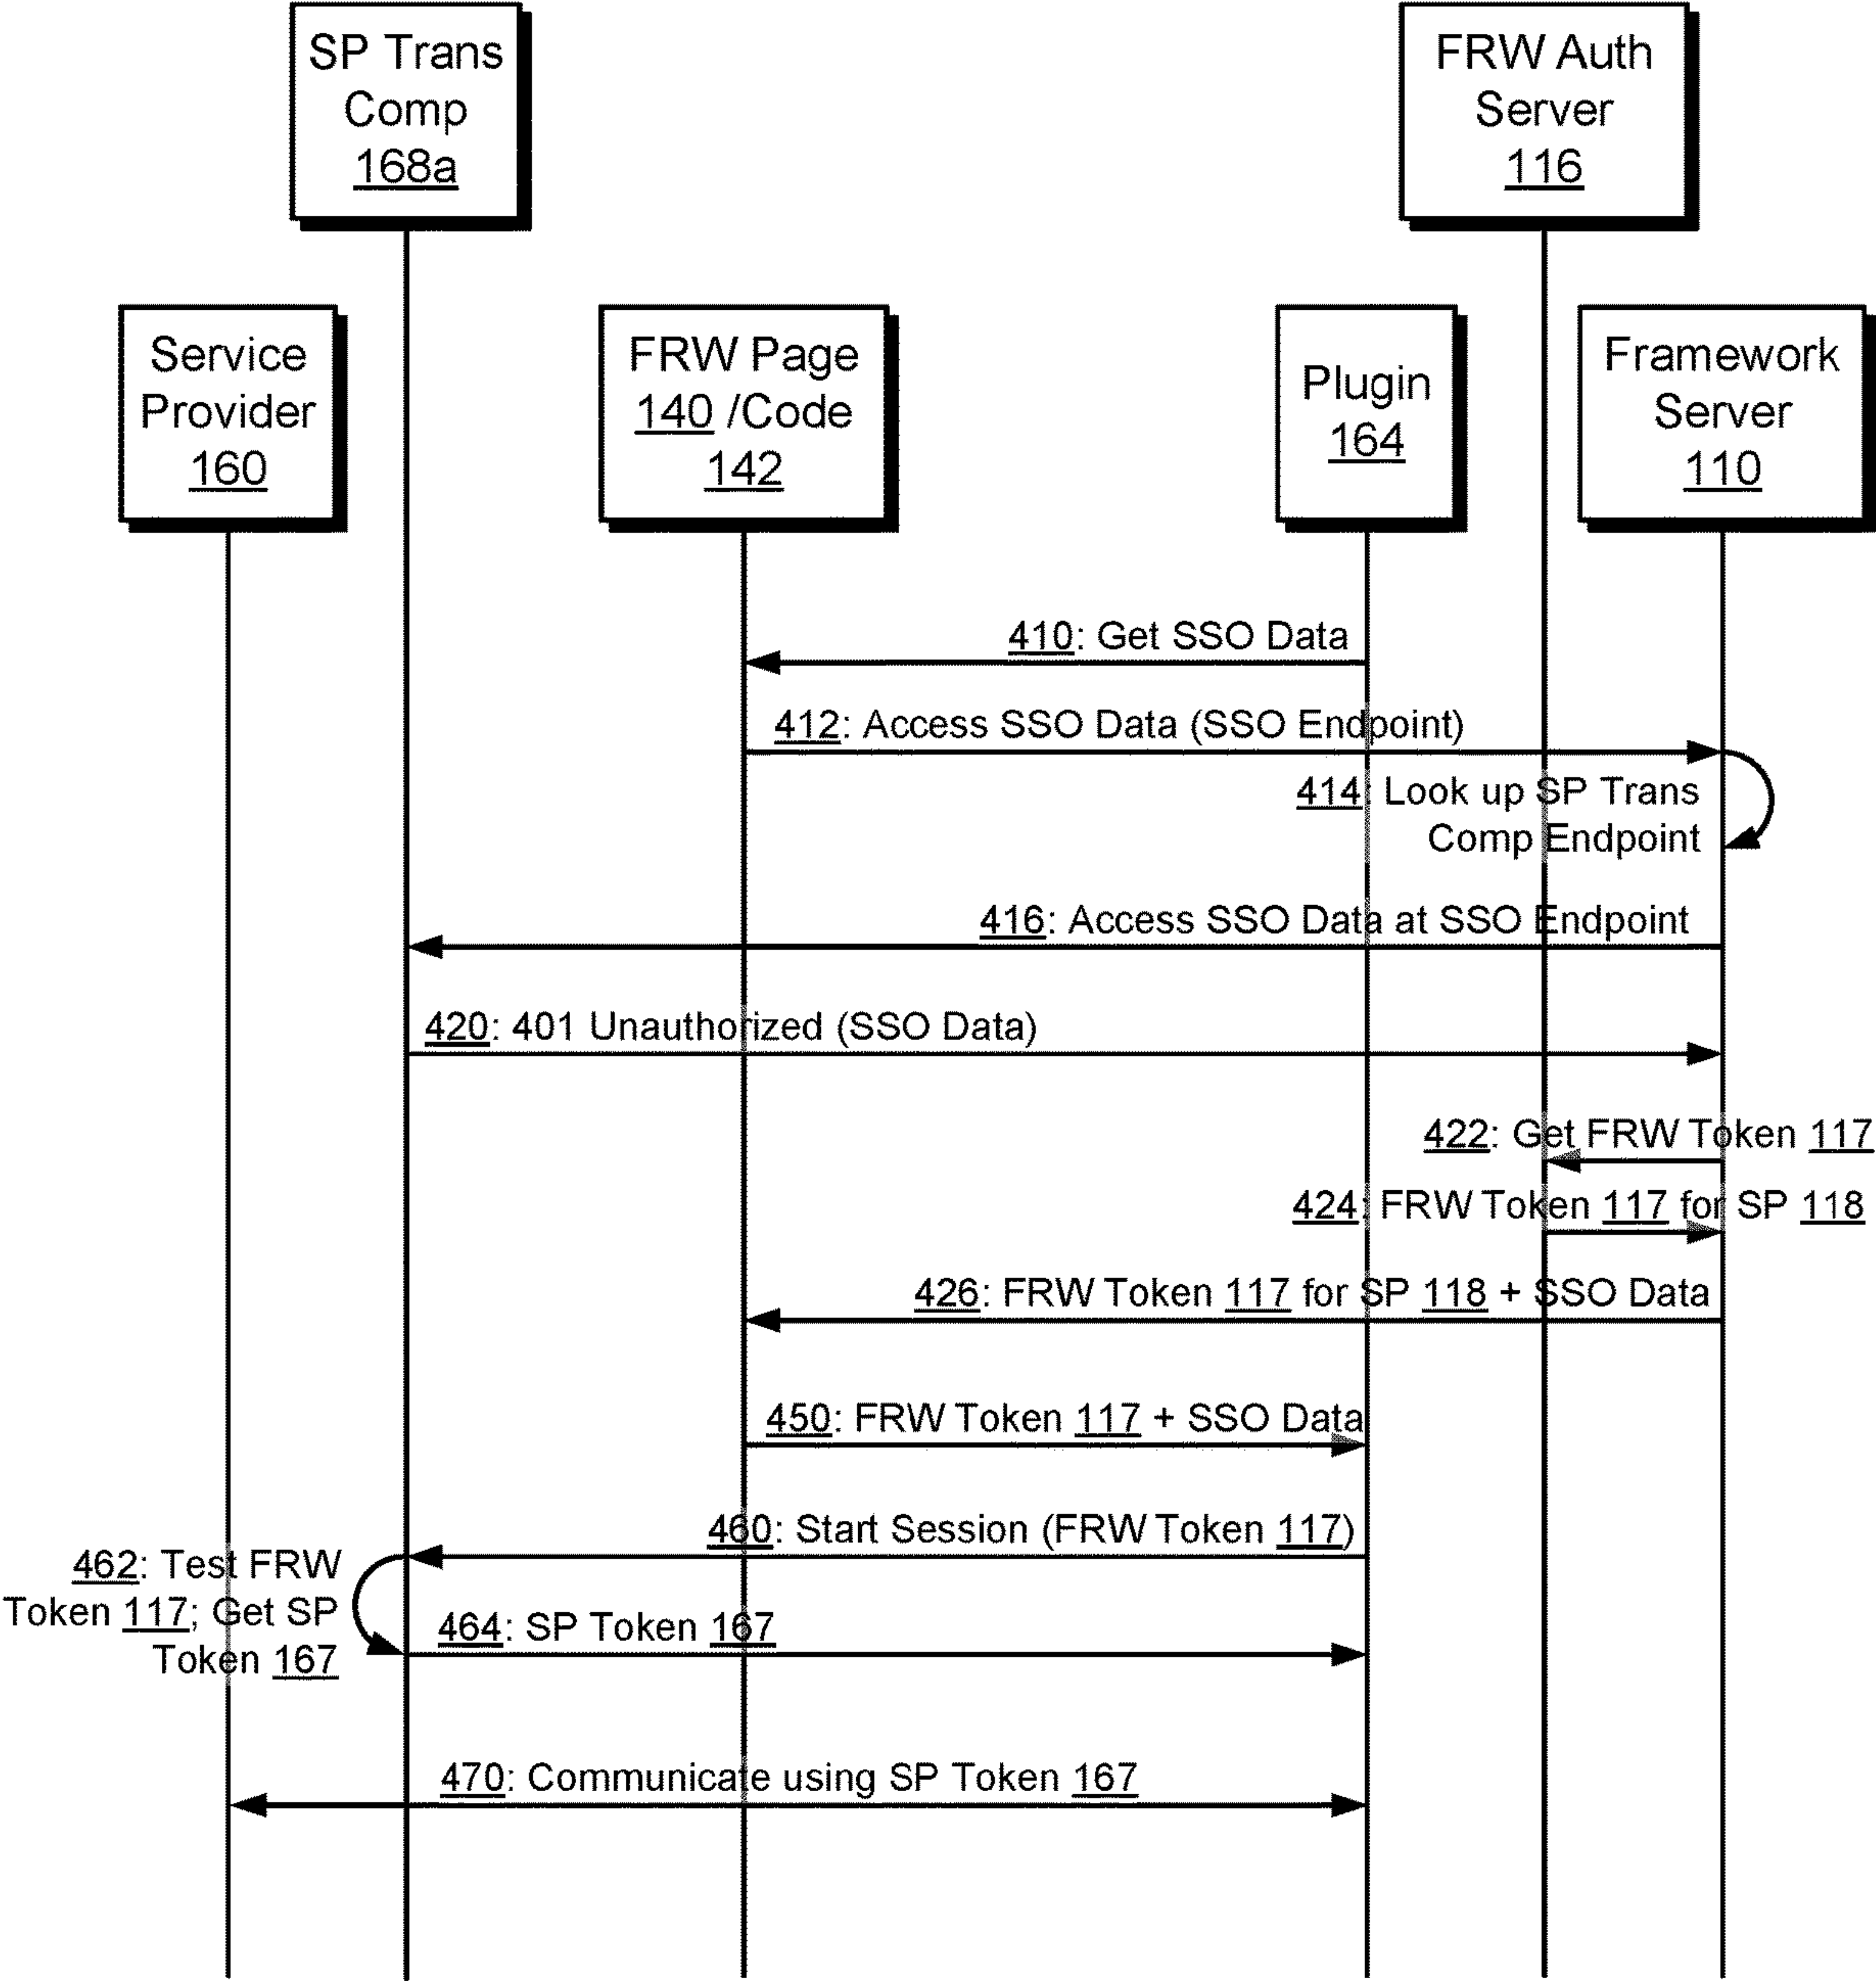 SP Trans
Comp
168a
FRW Auth
Server
116
Service
Provider
160
FRW Page
140 /Code
142
Plugin
164
Framework
Server
110
410: Get SSO Data
412: Access SSO Data (SSO Endpoint)
414: Look up SP Trans
Comp Endpoint
416: Access SSO Data at SSO Endpoint
420: 401 Unauthorized (SSO Data)
422: Get FRW Token 117
424: FRW Token 117 for SP 118
426: FRW Token 117 for SP 118 + SSO Data
450: FRW Token 117 + SSO Data
460: Start Session (FRW Token 117)
462: Test FRW
Token 117; Get SP
Token 167
464: SP Token 167
470: Communicate using SP Token 167